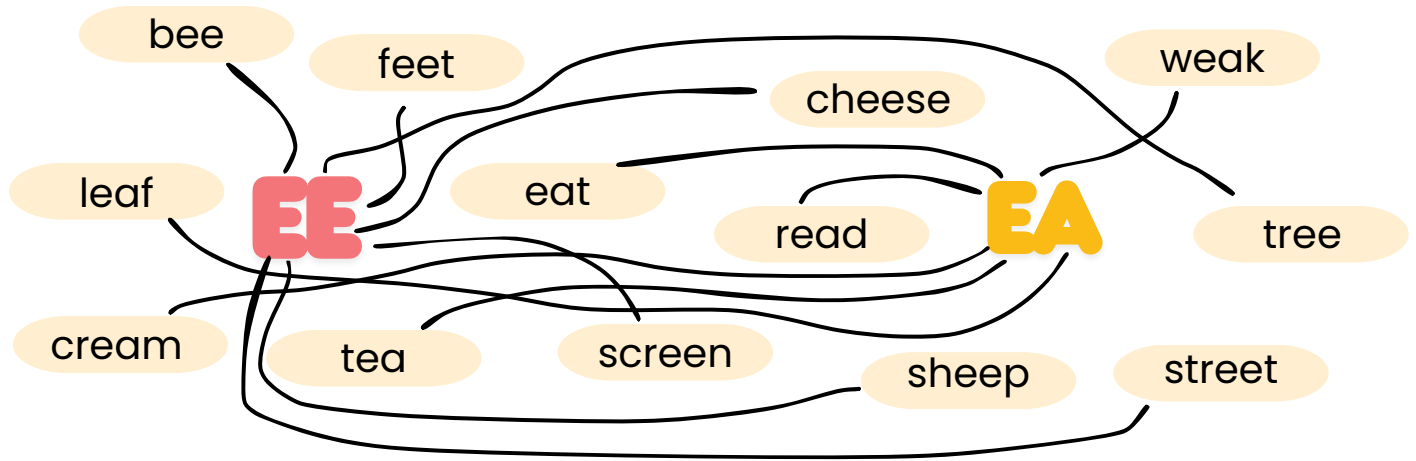 bee
feet
weak
cheese
leaf
eat
EE
read
EA
tree
cream
tea
screen
sheep
street